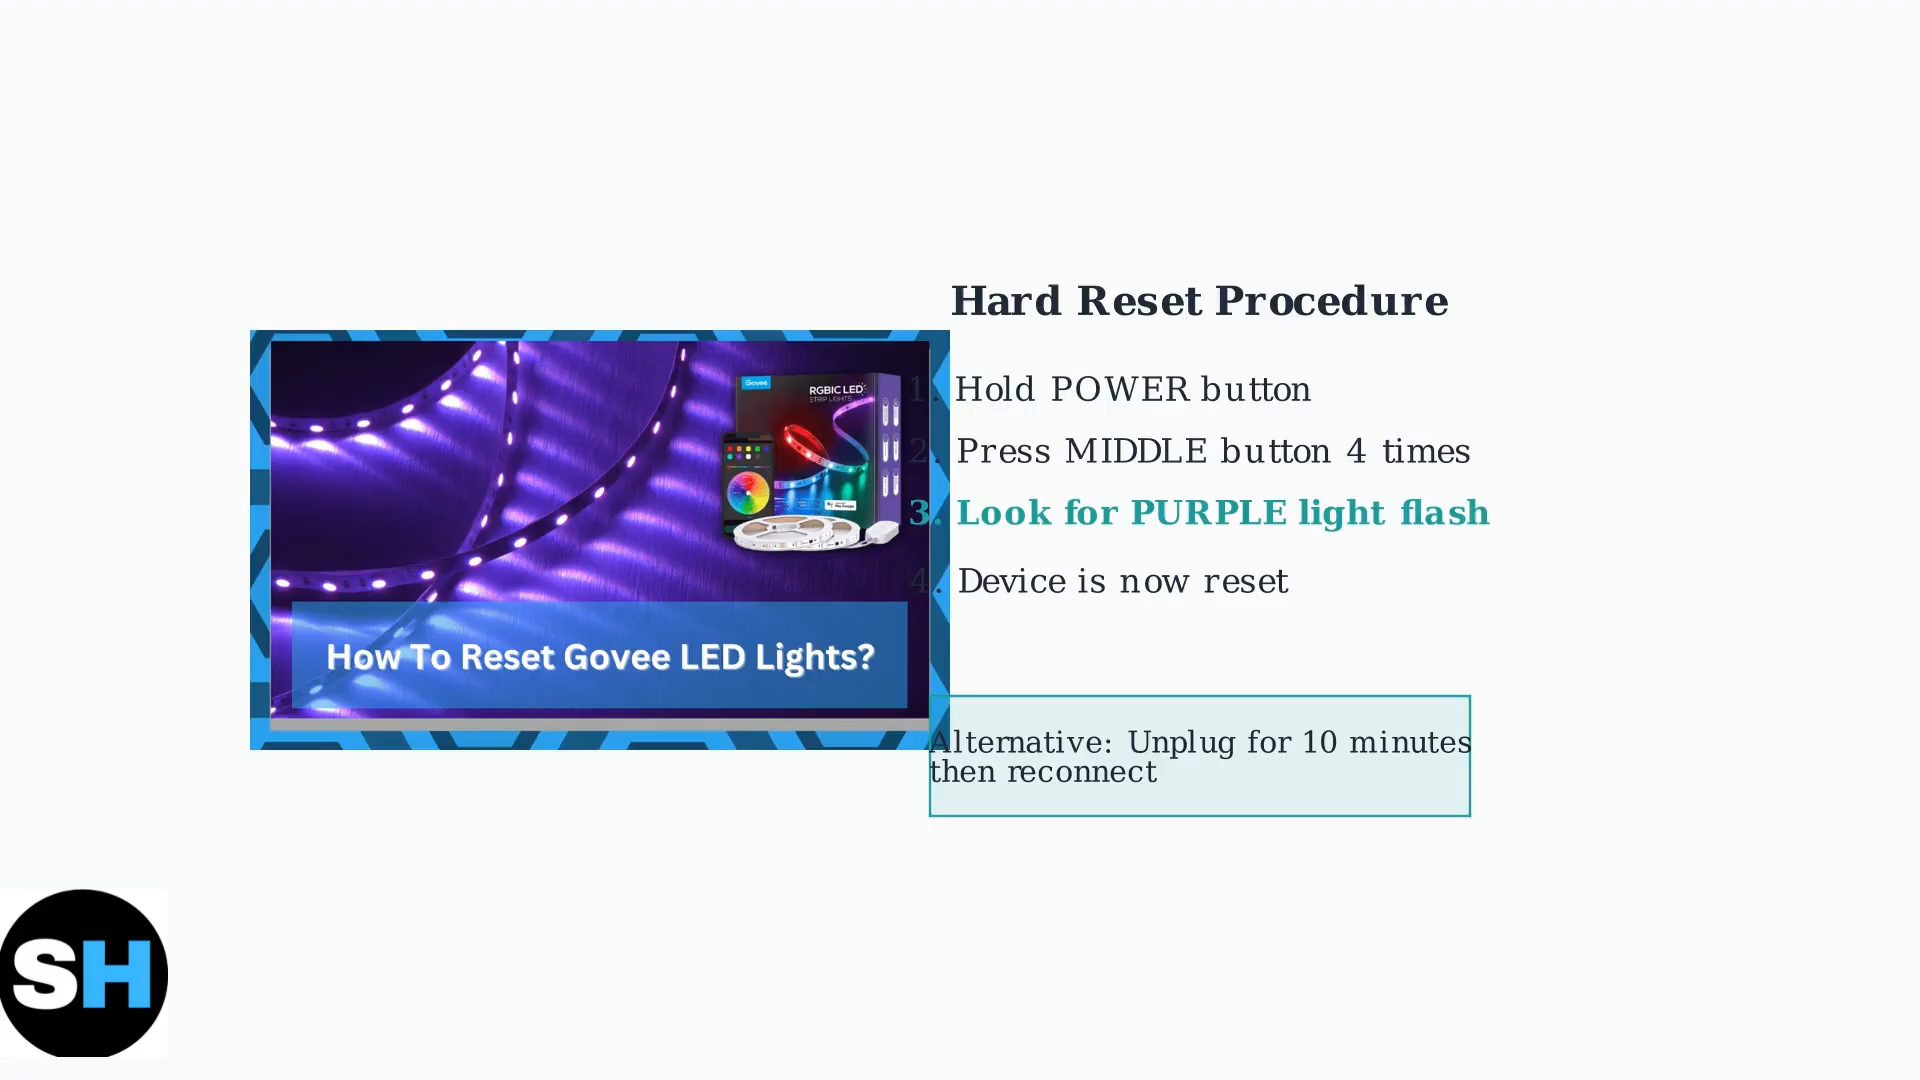 Hard Reset Procedure
1. Hold POWER button
2. Press MIDDLE button 4 times
3. Look for PURPLE light flash
4. Device is now reset
Alternative: Unplug for 10 minutes
then reconnect
Govee
RGBIC LED
STRIP LIGHTS
How To Reset Govee LED Lights?
SH